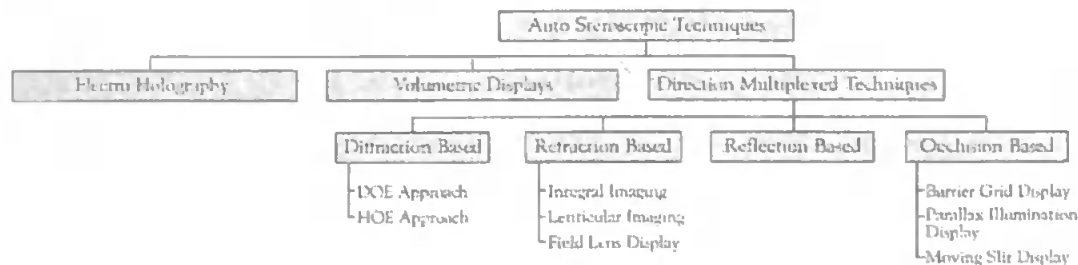 Auto Steroscopic Techniques
Electro Holography
Volumetric Displays
Direction Multiplexed Techniques
Diffraction Based
Refraction Based
Reflection Based
Occlusion Based
DOE Approach
HOE Approach
Integral Imaging
Lenticular Imaging
Field Lens Display
Barrier Grid Display
Parallax Illumination
Display
Moving Slit Display